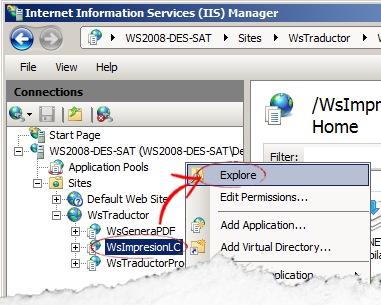 Internet Information Services (IIS) Manager
WS2008-DES-SAT
Sites
WsTraductor
File
View
Help
Connections
Start Page
WS2008-DES-SAT (WS2008-DES-SAT\De
Application Pools
Sites
Default Web Site
WsTraductor
WsGeneraPDF
WsImpresionLC
WsTraductorPro
/WsImpr
Home
Filter:
Explore
Edit Permissions...
Add Application...
Add Virtual Directory...
Application